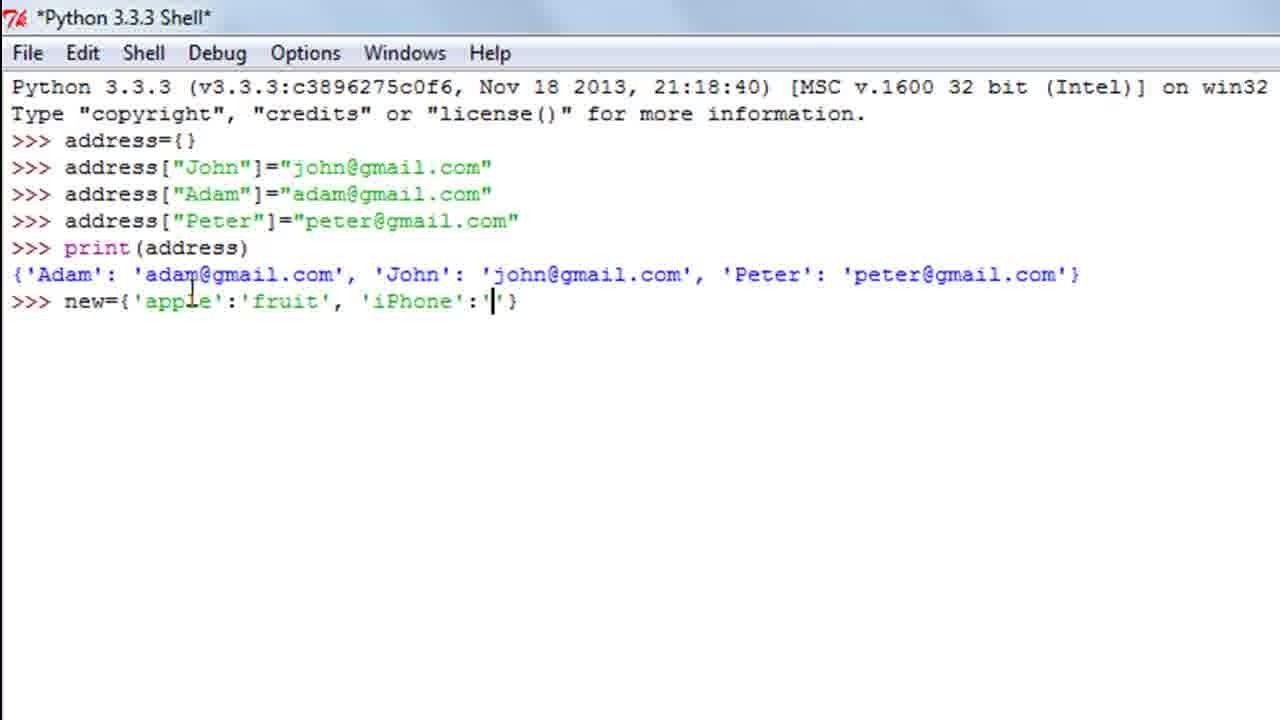 *Python 3.3.3 Shell*
File Edit Shell Debug Options Windows Help
Python 3.3.3 (v3.3.3:c3896275c0f6, Nov 18 2013, 21:18:40) [MSC v.1600 32 bit (Intel)] on win32
Type "copyright", "credits" or "license()" for more information.
>>> address={}
>>> address["John"]="john@gmail.com"
>>> address["Adam"]="adam@gmail.com"
>>> address["Peter"]="peter@gmail.com"
>>> print(address)
{'Adam': 'adam@gmail.com', 'John': 'john@gmail.com', 'Peter': 'peter@gmail.com'}
>>> new={'apple':'fruit', 'iPhone':''}